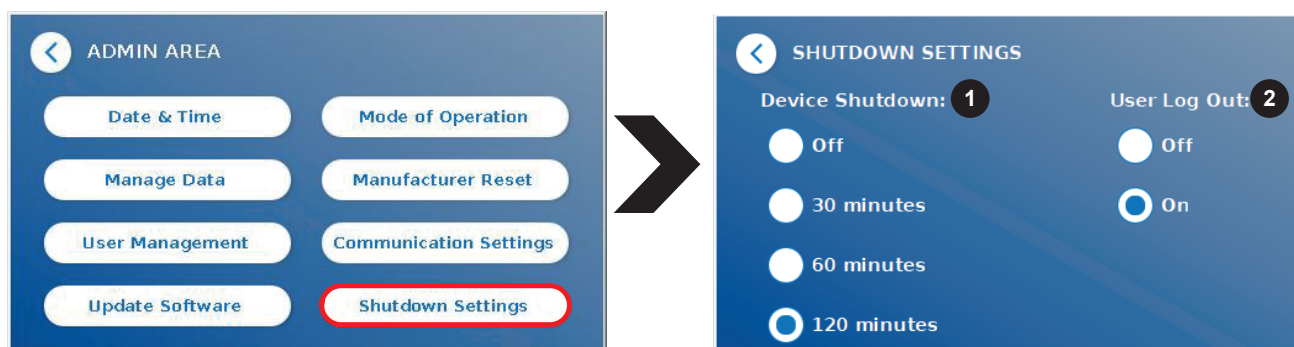 ADMIN AREA
Date & Time
Mode of Operation
Manage Data
Manufacturer Reset
User Management
Communication Settings
Update Software
Shutdown Settings
SHUTDOWN SETTINGS
Device Shutdown: 1
User Log Out: 2
Off
Off
30 minutes
On
60 minutes
120 minutes